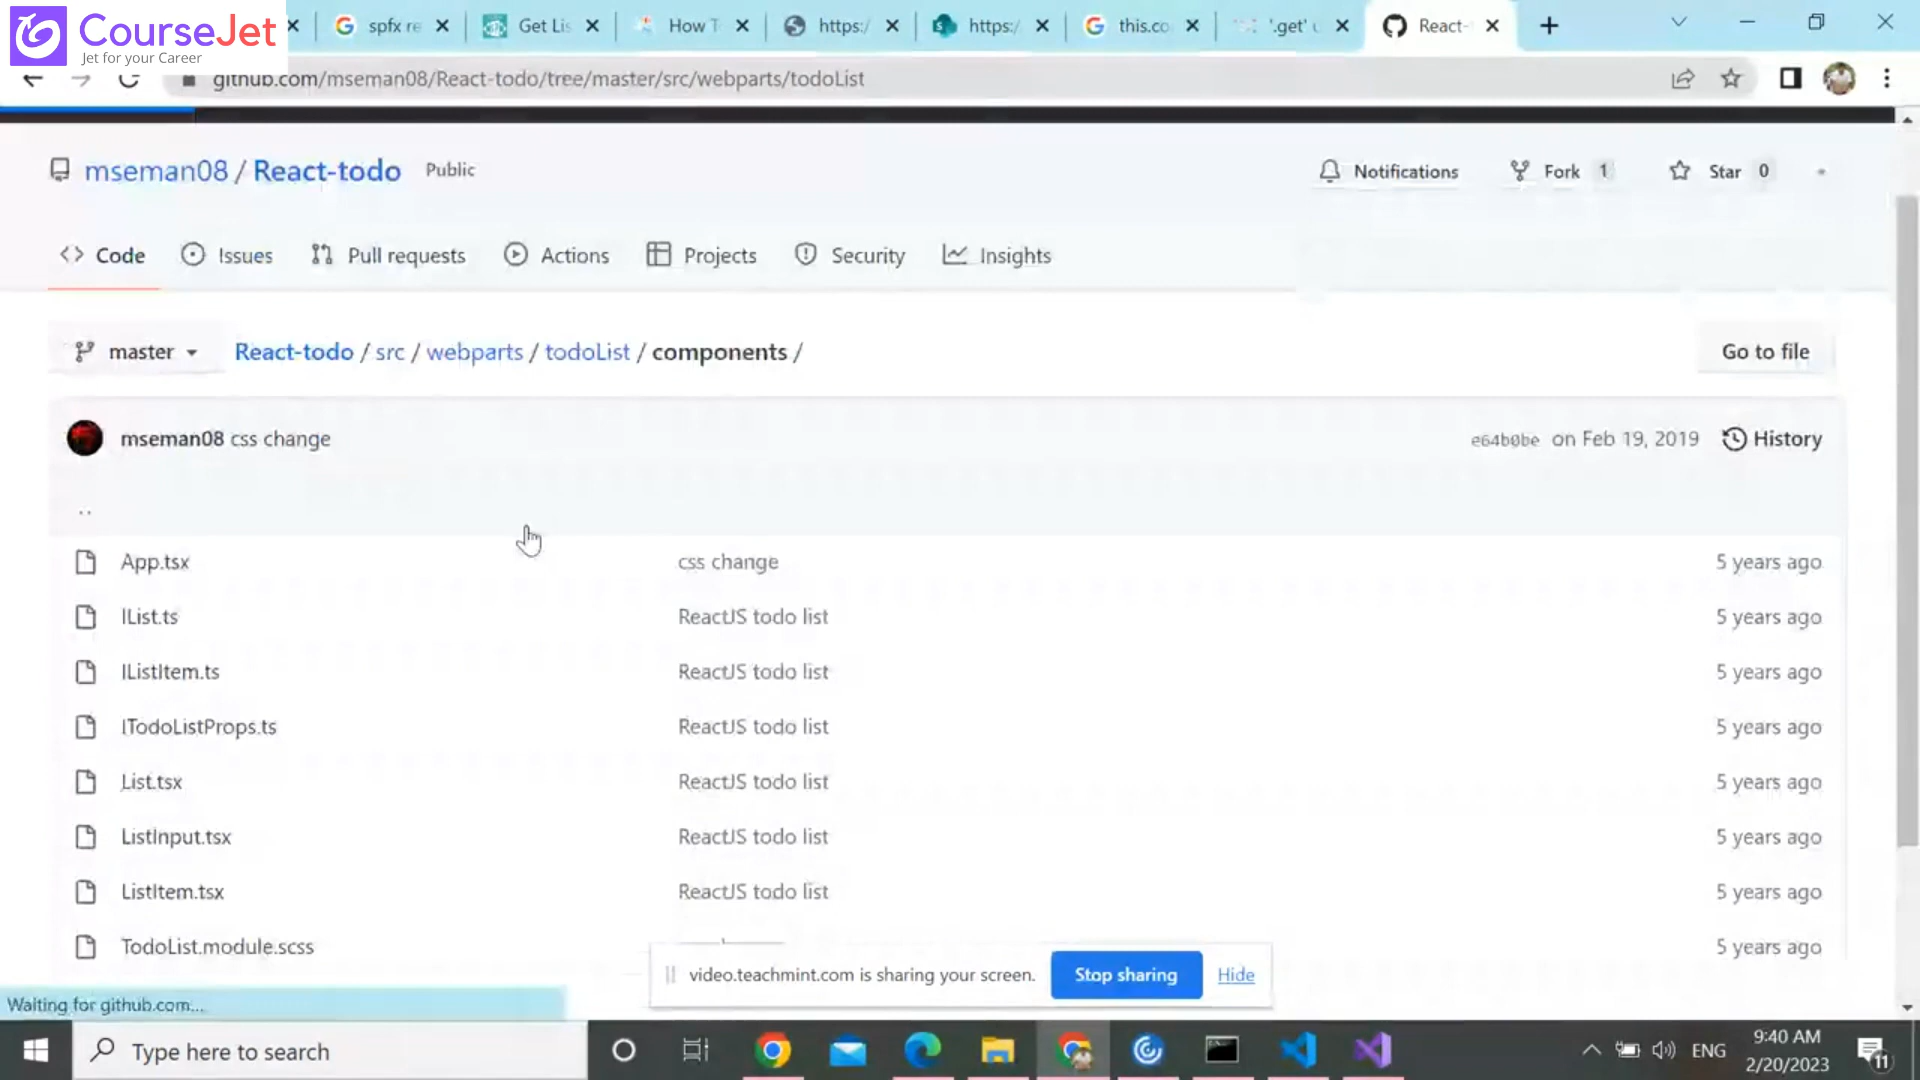 CourseJet
Jet for your Career
spfx re
Get Lis
How T
https:/
https:/
this.co
'.get' u
React-
github.com/mseman08/React-todo/tree/master/src/webparts/todoList
mseman08 / React-todo Public
Notifications
Fork 1
Star 0
Code
Issues
Pull requests
Actions
Projects
Security
Insights
master
React-todo / src / webparts / todoList / components /
Go to file
mseman08 css change
e64b0be on Feb 19, 2019
History
..
App.tsx css change 5 years ago
IList.ts ReactJS todo list 5 years ago
IListItem.ts ReactJS todo list 5 years ago
ITodoListProps.ts ReactJS todo list 5 years ago
List.tsx ReactJS todo list 5 years ago
ListInput.tsx ReactJS todo list 5 years ago
ListItem.tsx ReactJS todo list 5 years ago
TodoList.module.scss 5 years ago
video.teachmint.com is sharing your screen.
Stop sharing
Hide
Waiting for github.com...
Type here to search
ENG
9:40 AM
2/20/2023
11